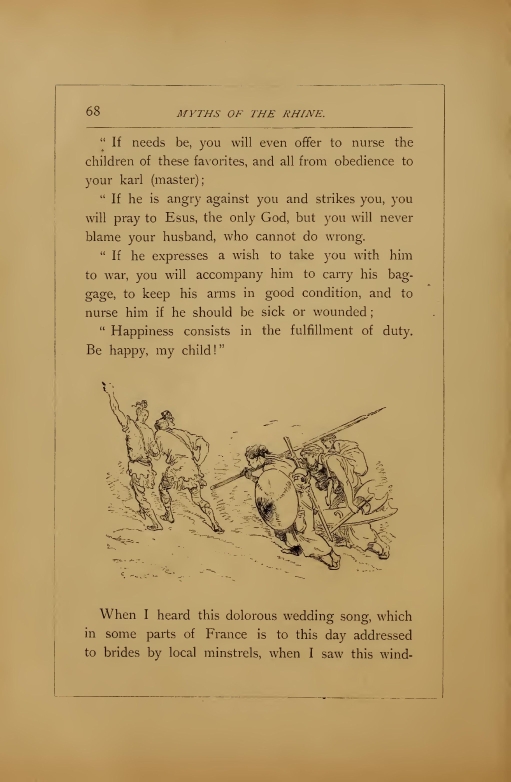 68 MYTHS OF THE RHINE.
" If needs be, you will even offer to nurse the
children of these favorites, and all from obedience to
your karl (master);
" If he is angry against you and strikes you, you
will pray to Esus, the only God, but you will never
blame your husband, who cannot do wrong.
" If he expresses a wish to take you with him
to war, you will accompany him to carry his bag-
gage, to keep his arms in good condition, and to
nurse him if he should be sick or wounded;
" Happiness consists in the fulfillment of duty.
Be happy, my child!"
When I heard this dolorous wedding song, which
in some parts of France is to this day addressed
to brides by local minstrels, when I saw this wind-